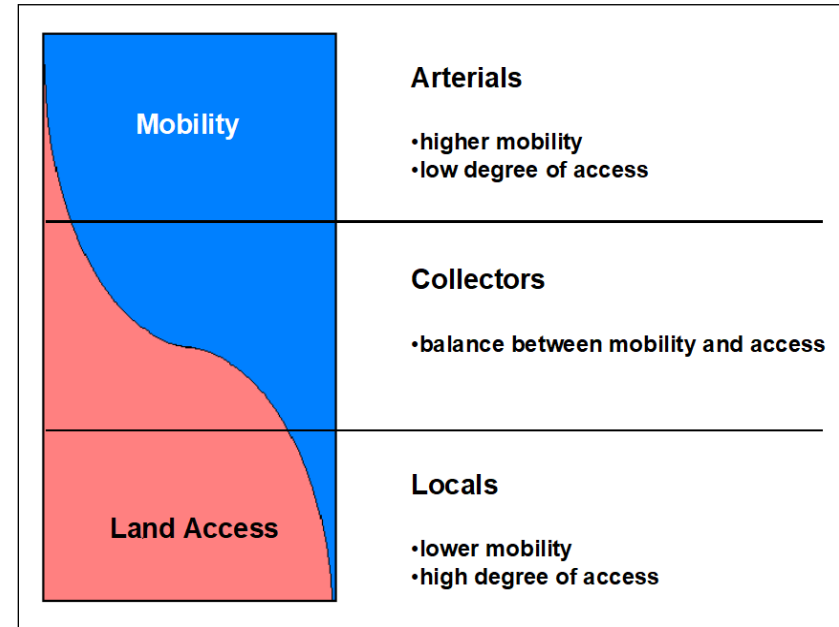 Mobility
Arterials
•higher mobility
•low degree of access
Collectors
•balance between mobility and access
Land Access
Locals
•lower mobility
•high degree of access